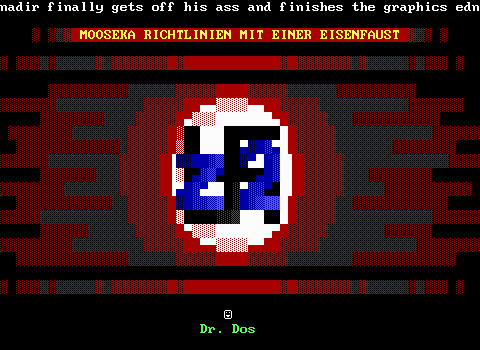 nadir finally gets off his ass and finishes the graphics edn
MOOSEKA RICHTLINIEN MIT EINER EISENFAUST
Dr. Dos